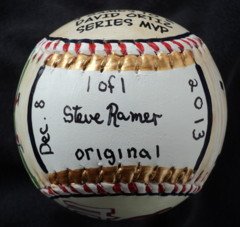 DAVID ORTIZ
SERIES MVP
1 of 1
Steve Ramer
original
Dec. 8
2013